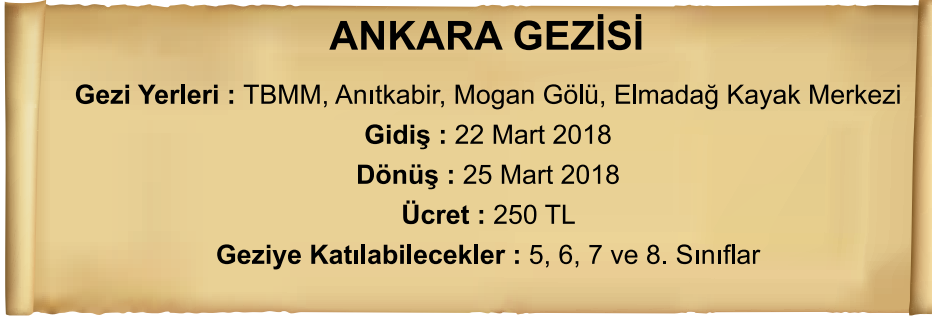 ANKARA GEZİSİ
Gezi Yerleri : TBMM, Anıtkabir, Mogan Gölü, Elmadağ Kayak Merkezi
Gidiş : 22 Mart 2018
Dönüş : 25 Mart 2018
Ücret : 250 TL
Geziye Katılabilecekler : 5, 6, 7 ve 8. Sınıflar